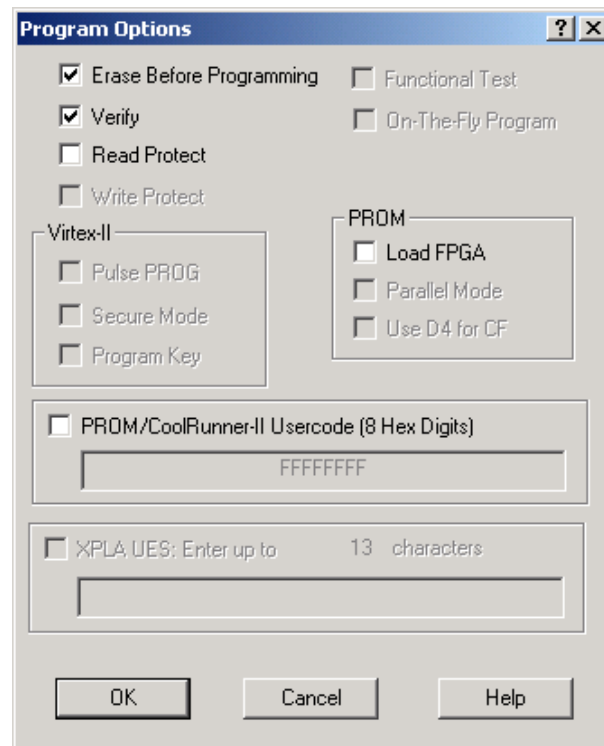 Program Options
Erase Before Programming
Functional Test
Verify
On-The-Fly Program
Read Protect
Write Protect
Virtex-II
Pulse PROG
Secure Mode
Program Key
PROM
Load FPGA
Parallel Mode
Use D4 for CF
PROM/CoolRunner-II Usercode (8 Hex Digits)
FFFFFFFF
XPLA UES: Enter up to 13 characters
OK Cancel Help